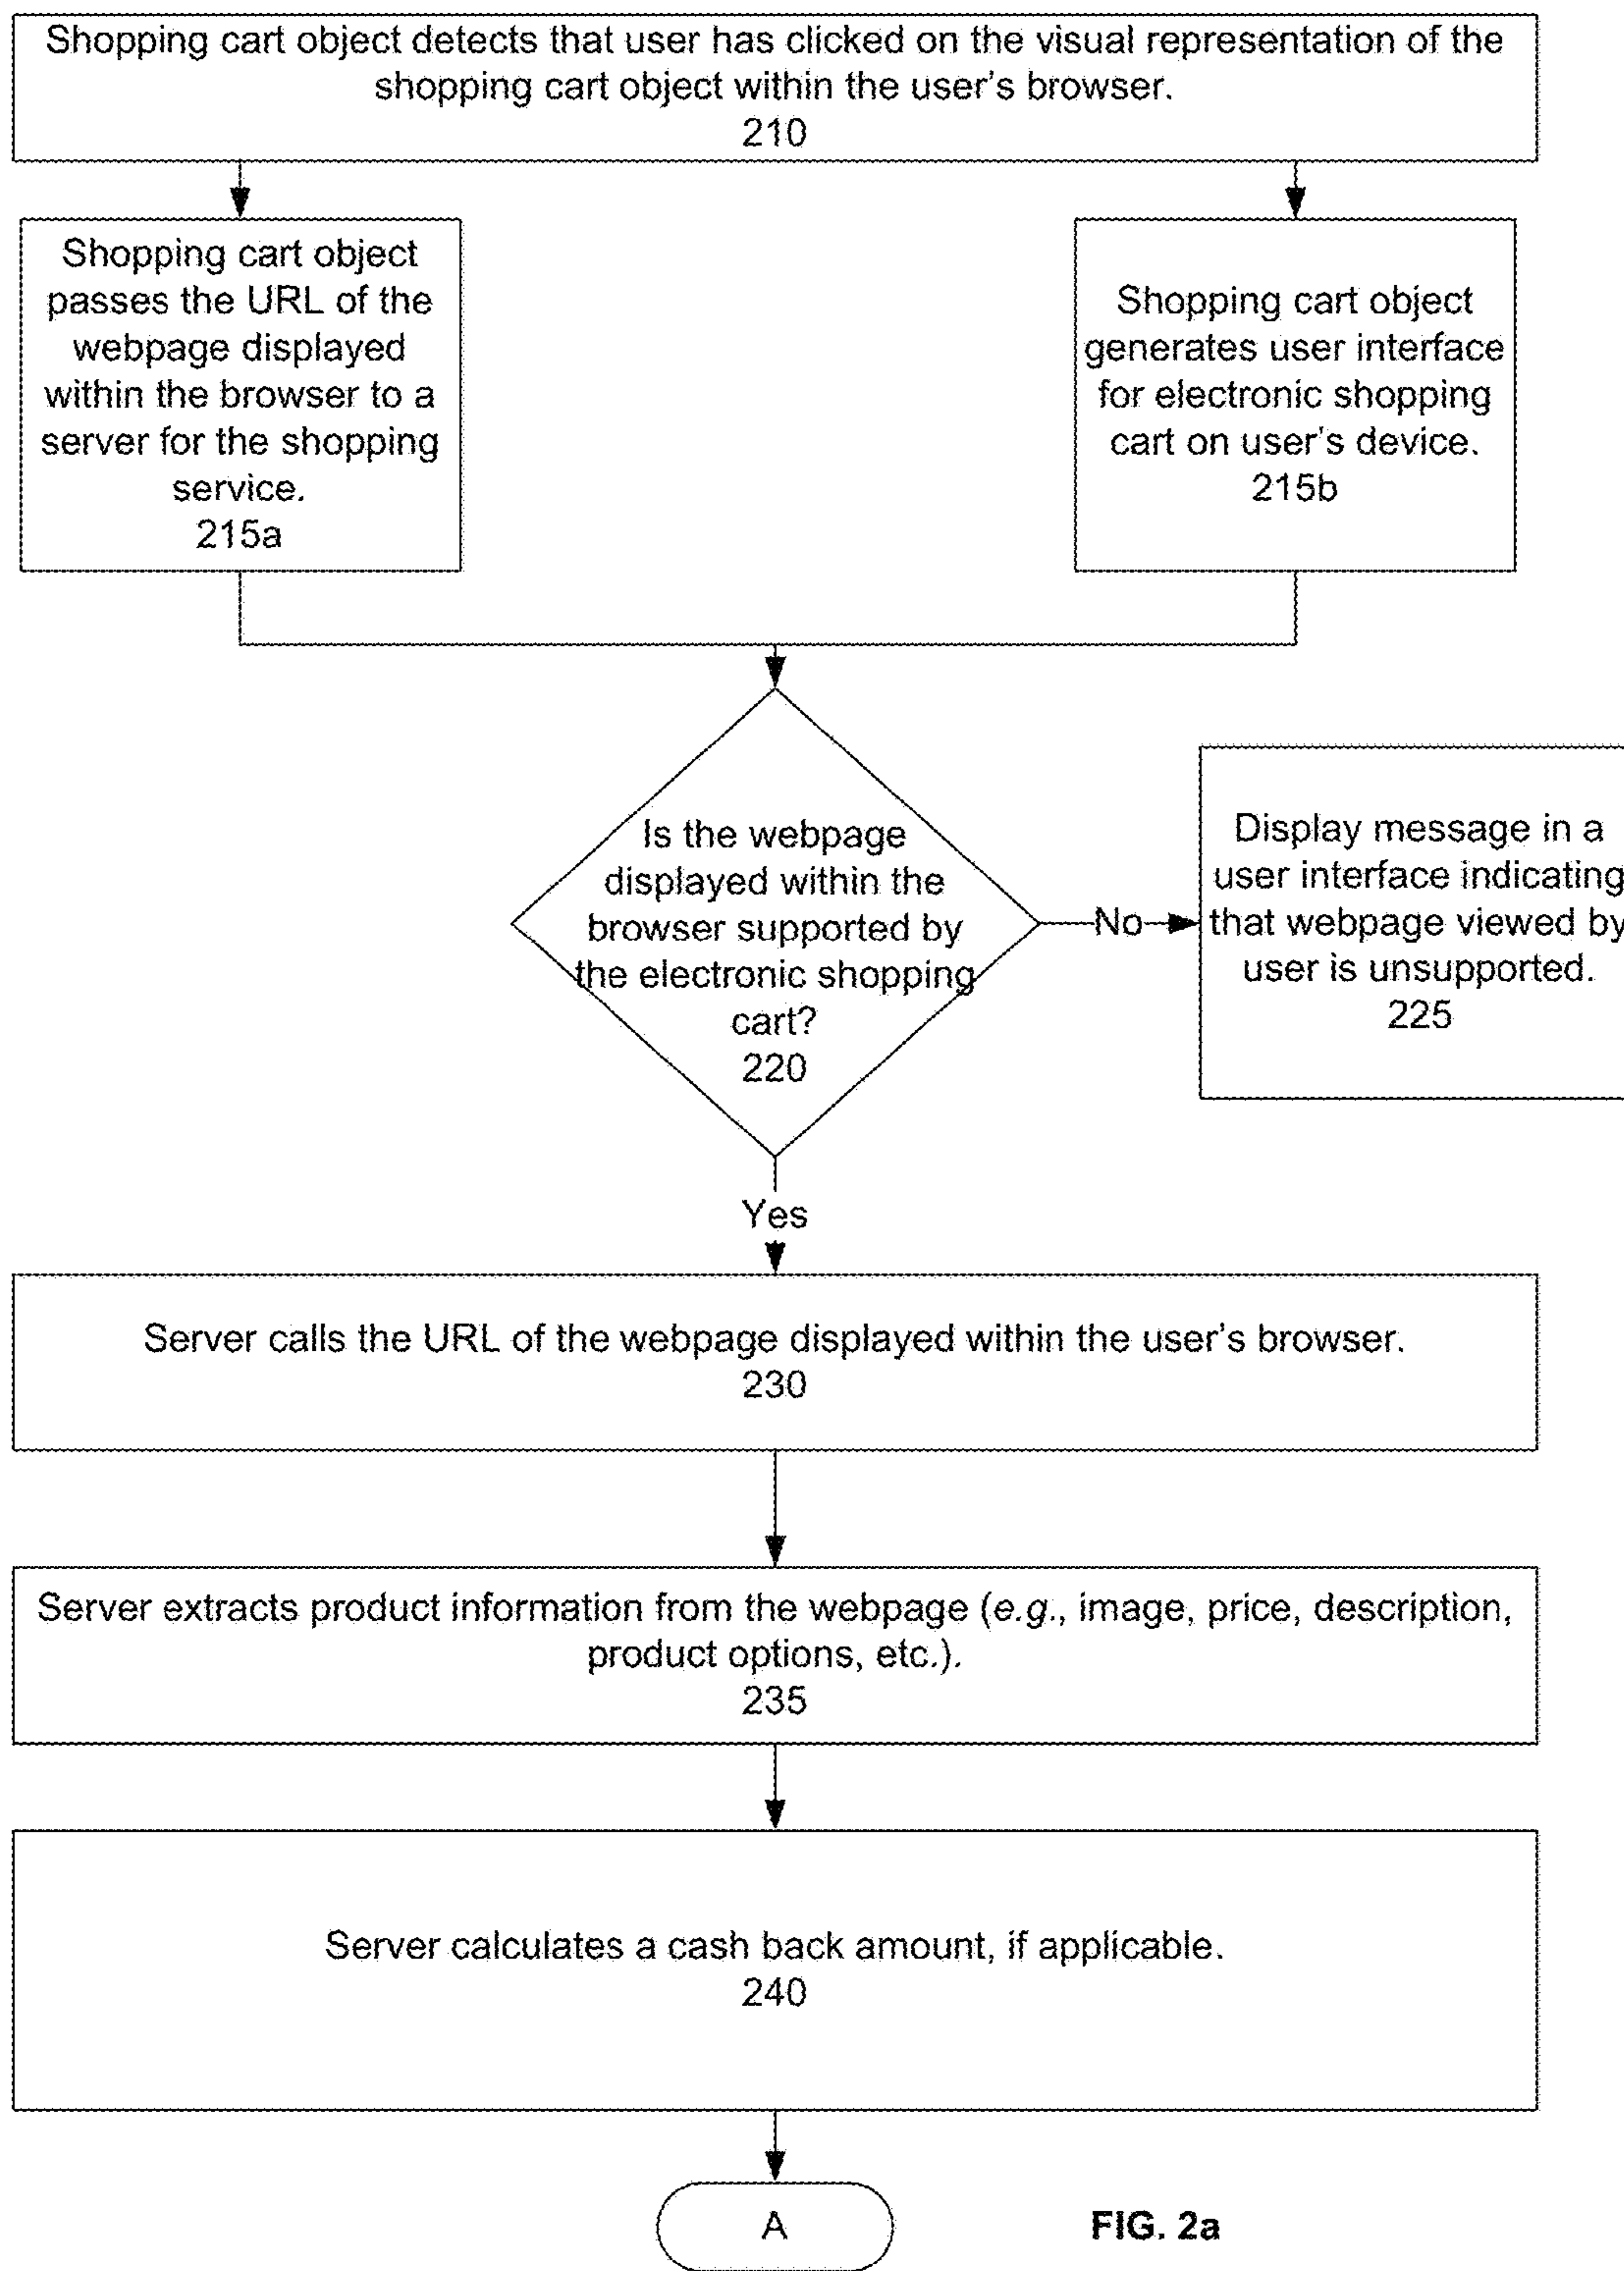 Shopping cart object detects that user has clicked on the visual representation of the
shopping cart object within the user's browser.
210
Shopping cart object
passes the URL of the
webpage displayed
within the browser to a
server for the shopping
service.
215a
Shopping cart object
generates user interface
for electronic shopping
cart on user's device.
215b
Is the webpage
displayed within the
browser supported by
the electronic shopping
cart?
220
No
Display message in a
user interface indicating
that webpage viewed by
user is unsupported.
225
Yes
Server calls the URL of the webpage displayed within the user's browser.
230
Server extracts product information from the webpage (e.g., image, price, description,
product options, etc.).
235
Server calculates a cash back amount, if applicable.
240
A
FIG. 2a